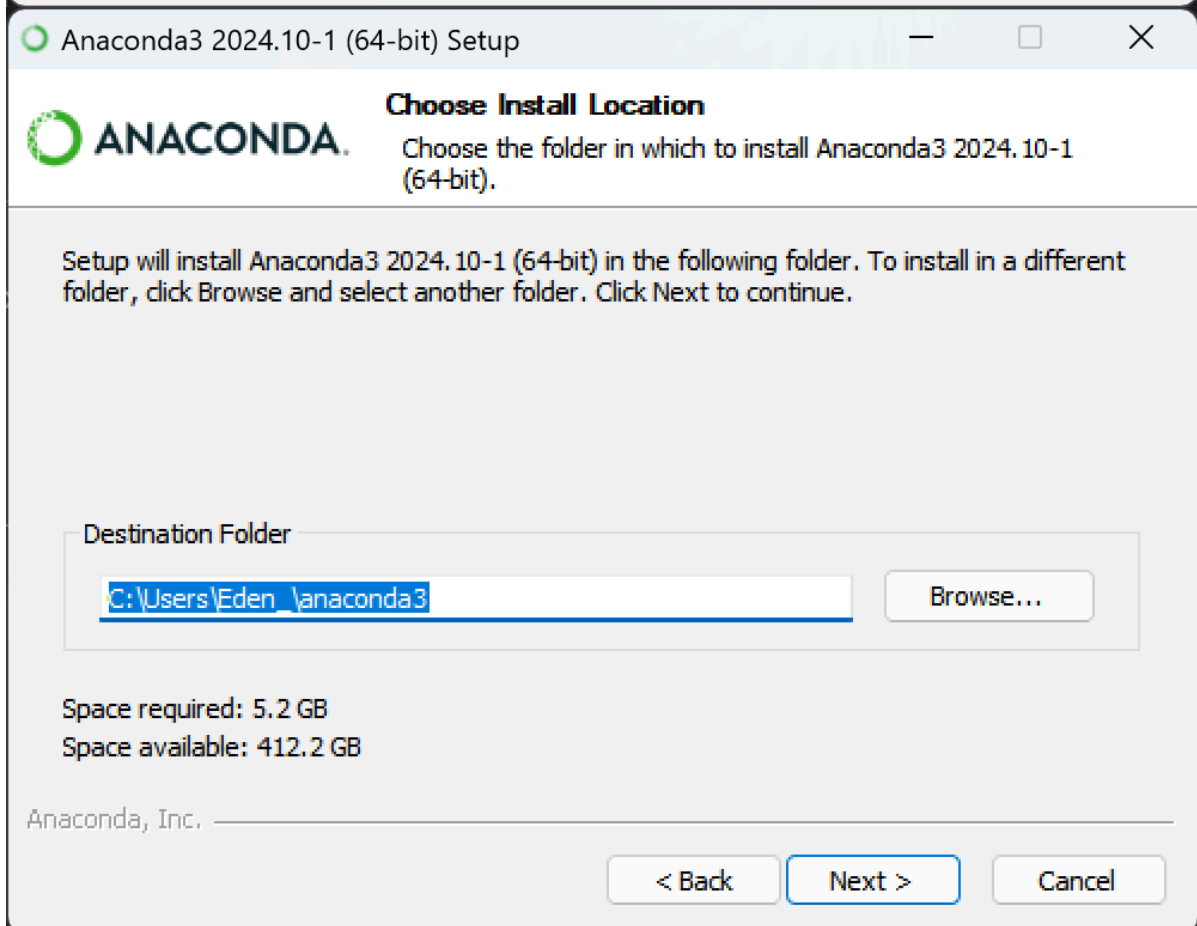 Anaconda3 2024.10-1 (64-bit) Setup
ANACONDA.
Choose Install Location
Choose the folder in which to install Anaconda3 2024.10-1
(64-bit).
Setup will install Anaconda3 2024.10-1 (64-bit) in the following folder. To install in a different
folder, click Browse and select another folder. Click Next to continue.
Destination Folder
C:\Users\Eden_\anaconda3
Browse...
Space required: 5.2 GB
Space available: 412.2 GB
Anaconda, Inc.
< Back
Next >
Cancel